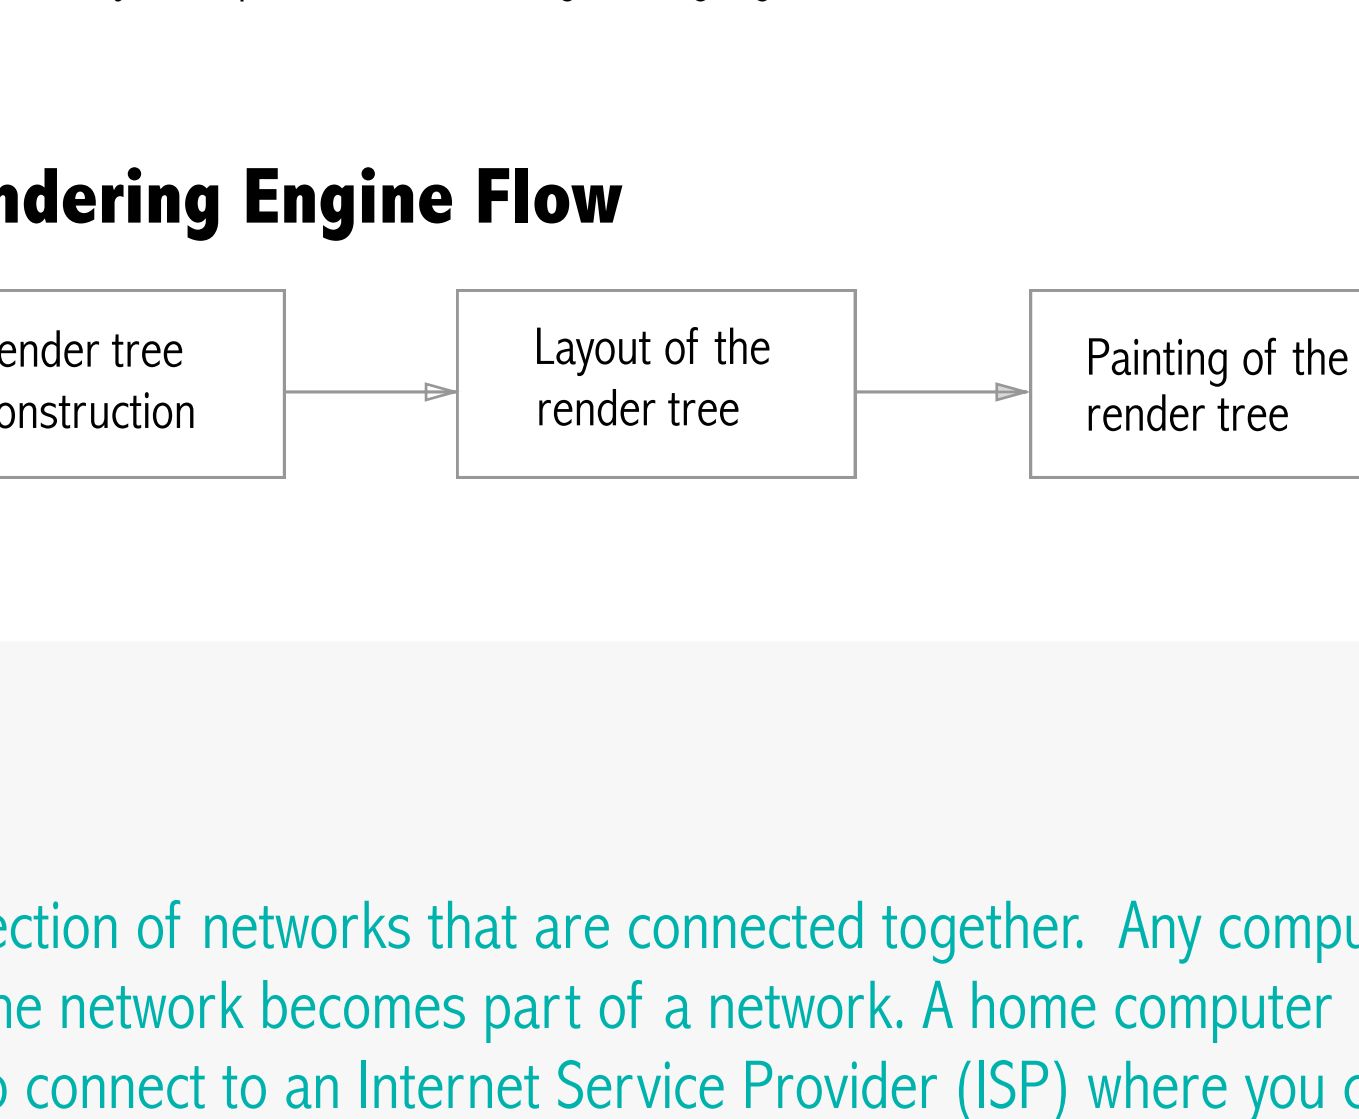 ndering Engine Flow
ender tree
onstruction
Layout of the
render tree
Painting of the
render tree
ection of networks that are connected together. Any compu
ne network becomes part of a network. A home computer
o connect to an Internet Service Provider (ISP) where you c